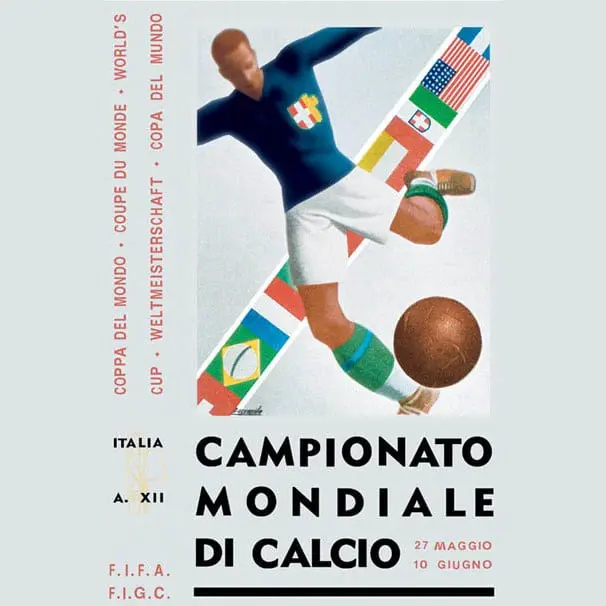 COPPA DEL MONDO · COUPE DU MONDE · WORLD'S
CUP · WELTMEISTERSCHAFT · COPA DEL MUNDO
ITALIA
A. XII
F.I.F.A.
F.I.G.C.
CAMPIONATO
MONDIALE
DI CALCIO
27 MAGGIO
10 GIUGNO